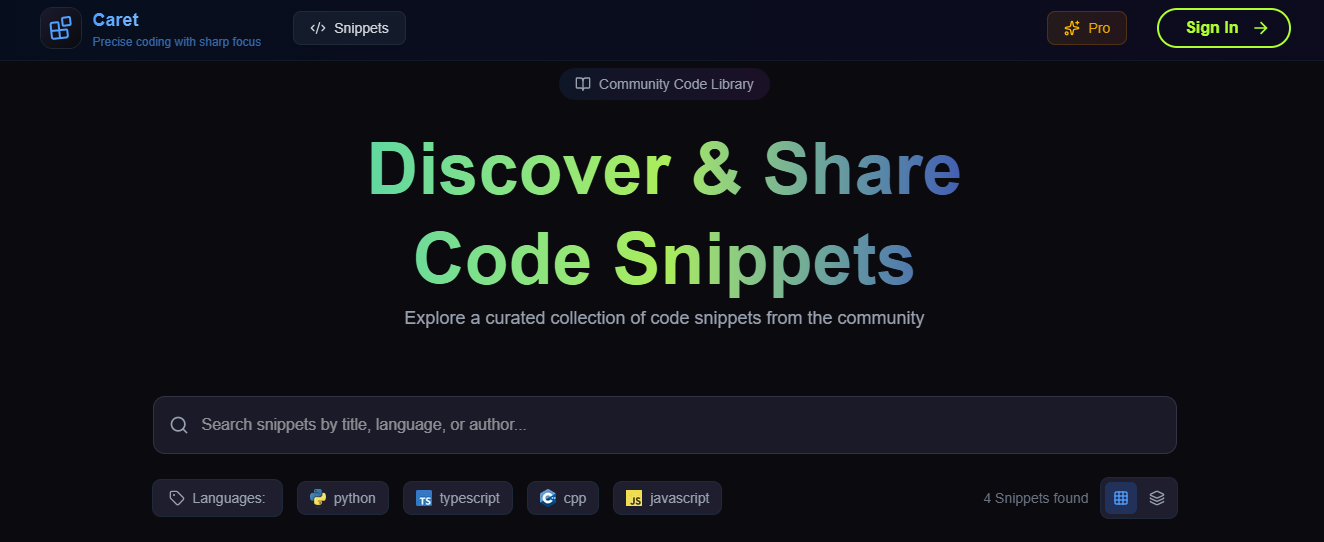 Caret
Precise coding with sharp focus
Snippets
Pro
Sign In
Community Code Library
Discover & Share
Code Snippets
Explore a curated collection of code snippets from the community
Search snippets by title, language, or author...
Languages:
python
TS typescript
C++ cpp
JS javascript
4 Snippets found